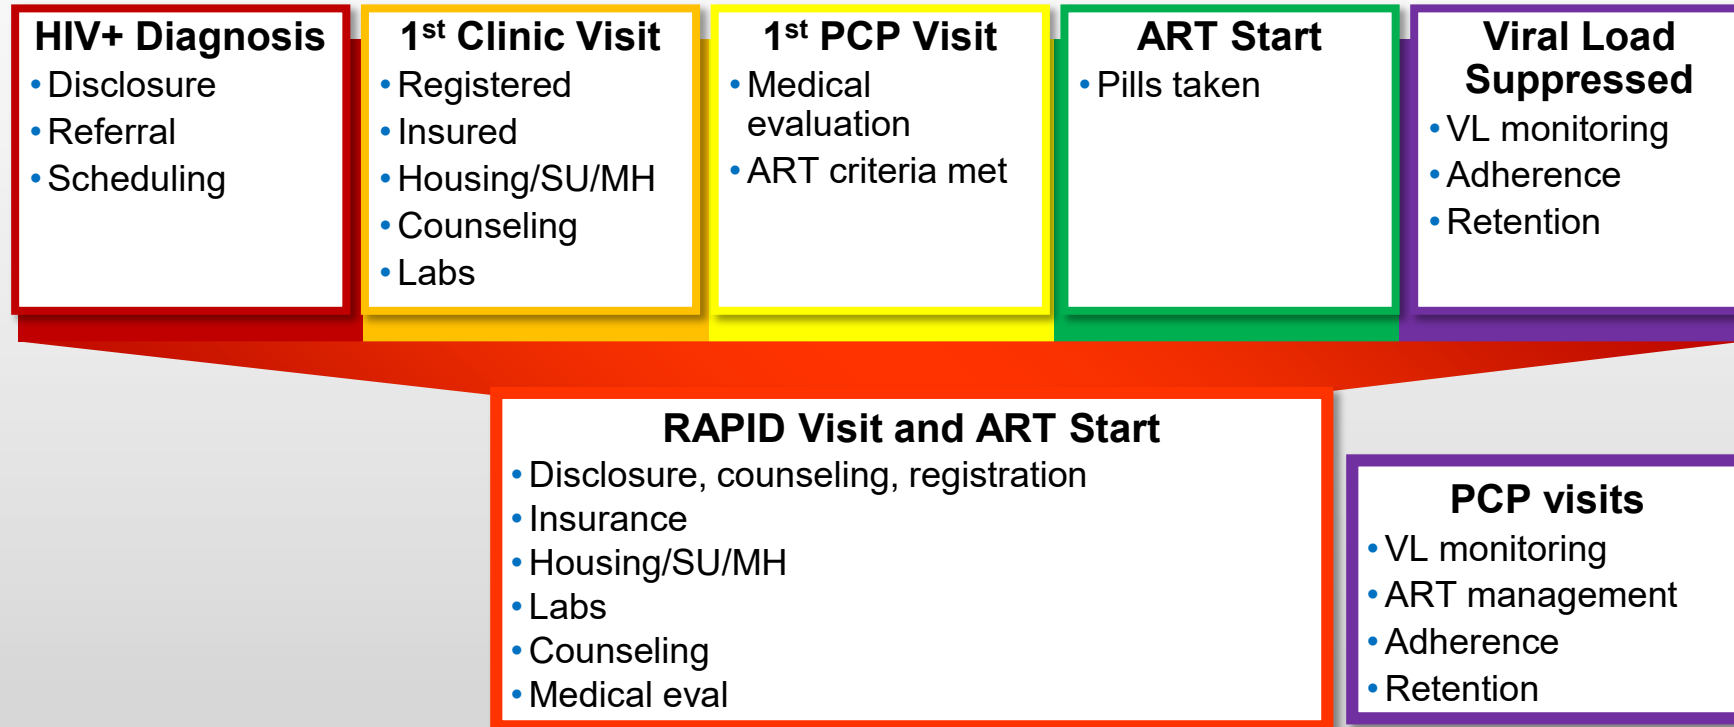 HIV+ Diagnosis
• Disclosure
• Referral
• Scheduling
1st Clinic Visit
• Registered
• Insured
• Housing/SU/MH
• Counseling
• Labs
1st PCP Visit
• Medical
evaluation
• ART criteria met
ART Start
• Pills taken
Viral Load
Suppressed
• VL monitoring
• Adherence
• Retention
RAPID Visit and ART Start
• Disclosure, counseling, registration
• Insurance
• Housing/SU/MH
• Labs
• Counseling
• Medical eval
PCP visits
• VL monitoring
• ART management
• Adherence
• Retention